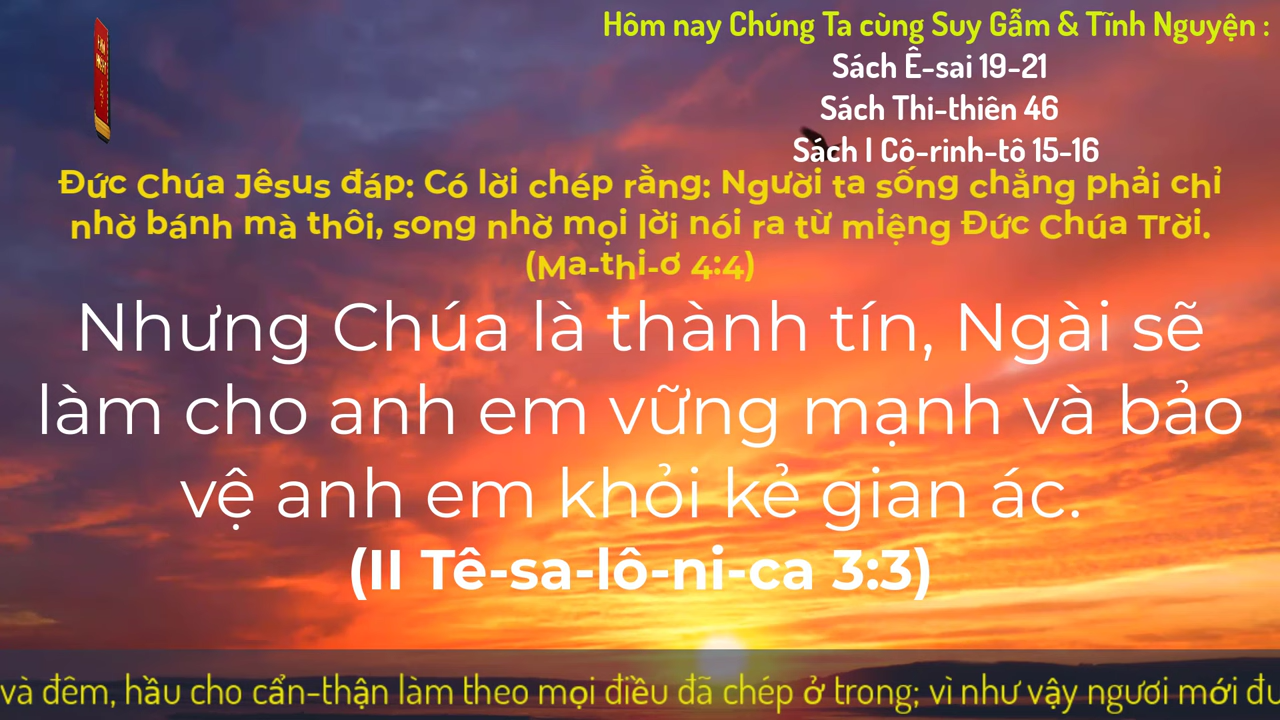 Hôm nay Chúng Ta cùng Suy Gẫm & Tĩnh Nguyện :
Sách Ê-sai 19-21
Sách Thi-thiên 46
Sách I Cô-rinh-tô 15-16
Đức Chúa Jêsus đáp: Có lời chép rằng: Người ta sống chẳng phải chỉ
nhờ bánh mà thôi, song nhờ mọi lời nói ra từ miệng Đức Chúa Trời.
(Ma-thi-ơ 4:4)
Nhưng Chúa là thành tín, Ngài sẽ
làm cho anh em vững mạnh và bảo
vệ anh em khỏi kẻ gian ác.
(II Tê-sa-lô-ni-ca 3:3)
và đêm, hầu cho cẩn-thận làm theo mọi điều đã chép ở trong; vì như vậy ngươi mới